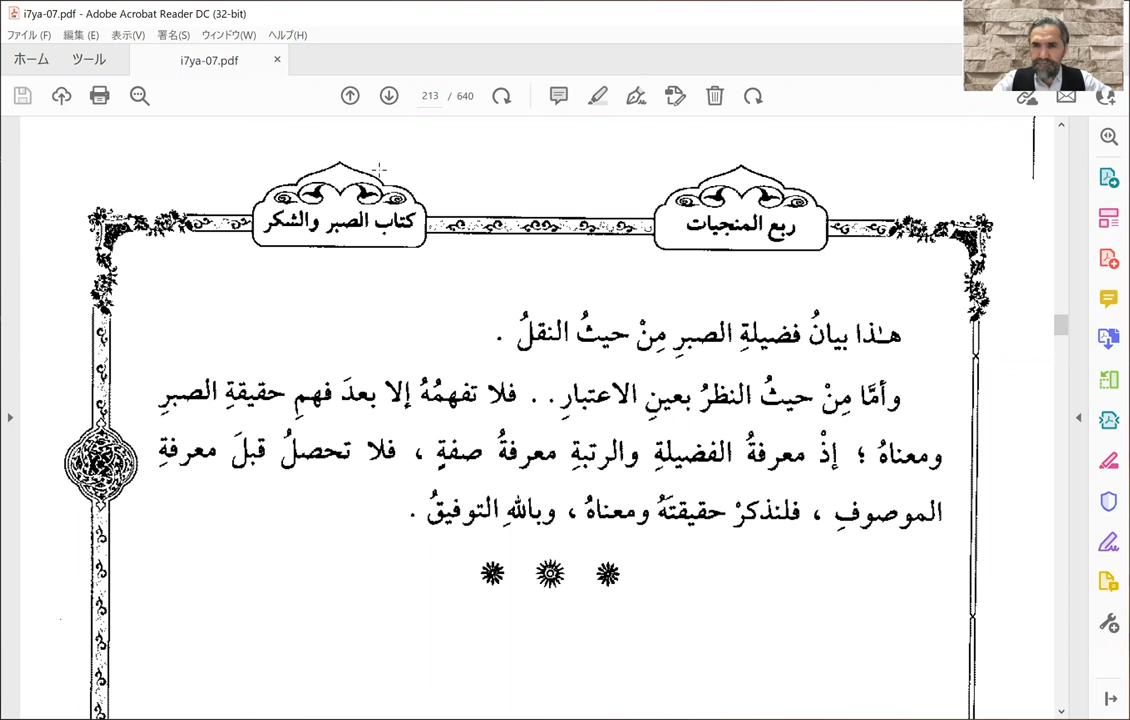 i7ya-07.pdf - Adobe Acrobat Reader DC (32-bit)
ファイル(F) 編集(E) 表示(V) 署名(S) ウィンドウ(W) ヘルプ(H)
ホーム ツール i7ya-07.pdf ×
213 / 640
ربع المنجيات
كتاب الصبر والشكر
هـٰذا بيانُ فضيلةِ الصبرِ مِنْ حيثُ النقلُ .
وأمَّا مِنْ حيثُ النظرُ بعينِ الاعتبارِ . . فلا تفهمُهُ إلا بعدَ فهمِ حقيقةِ الصبرِ
ومعناهُ ؛ إذْ معرفةُ الفضيلةِ والرتبةِ معرفةُ صفةٍ ، فلا تحصلُ قبلَ معرفةِ
الموصوفِ ، فلنذكرْ حقيقتَهُ ومعناهُ ، وباللهِ التوفيقُ .